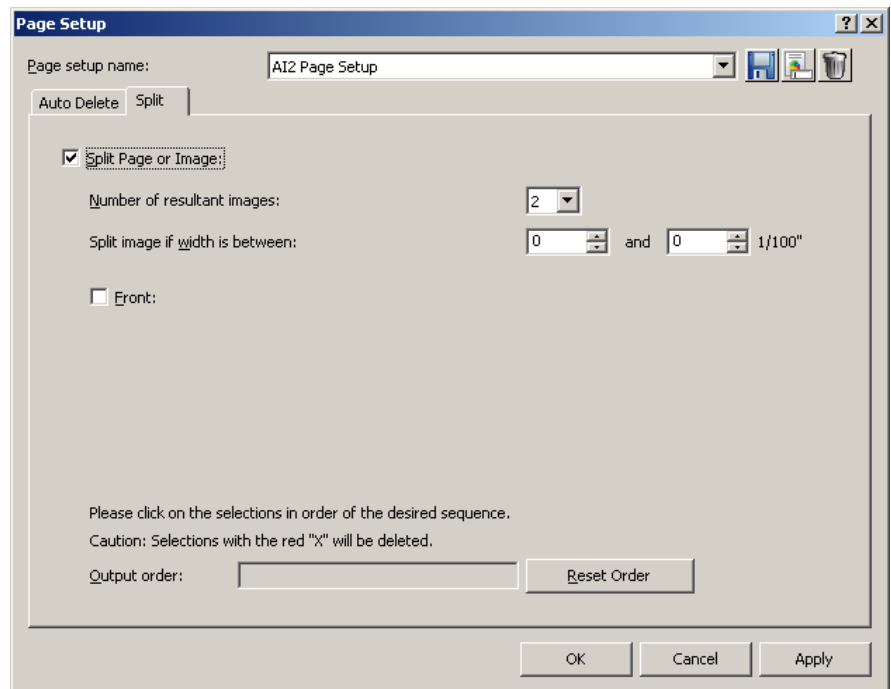 Page Setup
Page setup name: AI2 Page Setup
Auto Delete Split
Split Page or Image:
Number of resultant images: 2
Split image if width is between: 0 and 0 1/100"
Front:
Please click on the selections in order of the desired sequence.
Caution: Selections with the red "X" will be deleted.
Output order: Reset Order
OK Cancel Apply